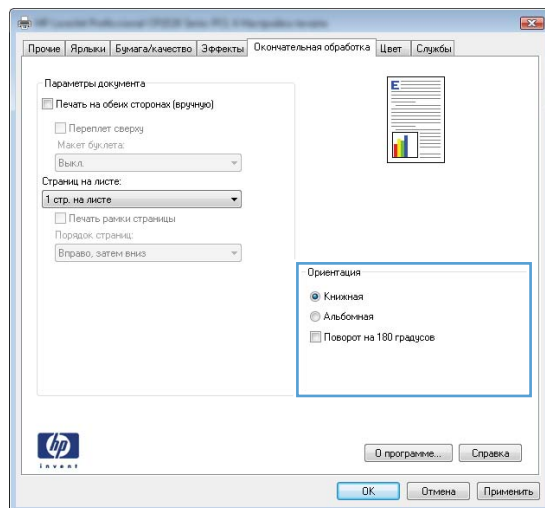 Прочие Ярлыки Бумага/качество Эффекты Окончательная обработка Цвет Службы
Параметры документа
Печать на обеих сторонах (вручную)
Переплет сверху
Макет буклета:
Выкл.
Страниц на листе:
1 стр. на листе
Печать рамки страницы
Порядок страниц:
Вправо, затем вниз
E
Ориентация
Книжная
Альбомная
Поворот на 180 градусов
hp
invent
О программе... Справка
OK Отмена Применить